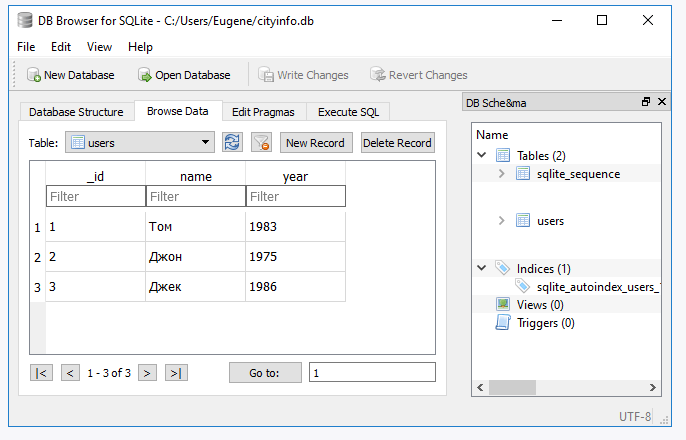 DB Browser for SQLite - C:/Users/Eugene/cityinfo.db
File Edit View Help
New Database Open Database Write Changes Revert Changes
Database Structure Browse Data Edit Pragmas Execute SQL
Table: users New Record Delete Record
_id name year
Filter Filter Filter
1 1 Том 1983
2 2 Джон 1975
3 3 Джек 1986
|< < 1 - 3 of 3 > >| Go to: 1
DB Sche&ma
Name
Tables (2)
sqlite_sequence
users
Indices (1)
sqlite_autoindex_users_
Views (0)
Triggers (0)
UTF-8